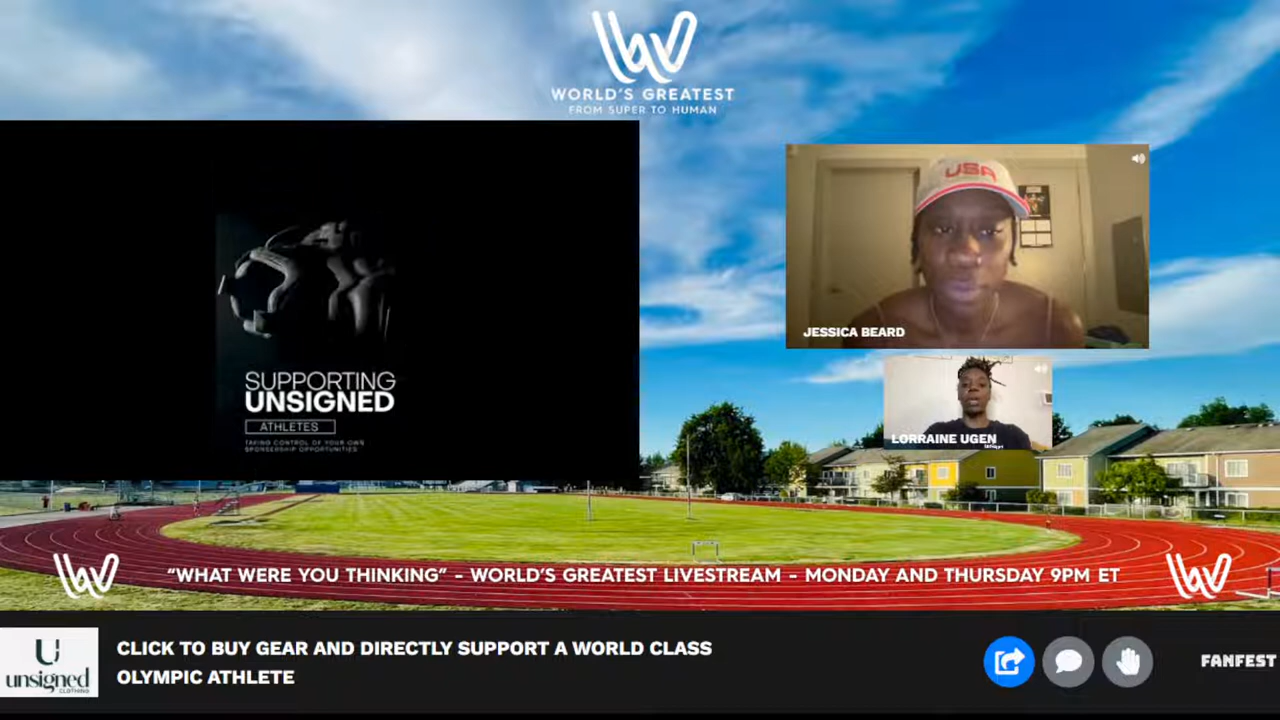 WORLD'S GREATEST
FROM SUPER TO HUMAN
USA
JESSICA BEARD
SUPPORTING
UNSIGNED
ATHLETES
TAKING CONTROL OF YOUR OWN
SPONSORSHIP OPPORTUNITIES
LORRAINE UGEN
"WHAT WERE YOU THINKING" - WORLD'S GREATEST LIVESTREAM - MONDAY AND THURSDAY 9PM ET
U
unsigned
CLOTHING
CLICK TO BUY GEAR AND DIRECTLY SUPPORT A WORLD CLASS
OLYMPIC ATHLETE
FANFEST